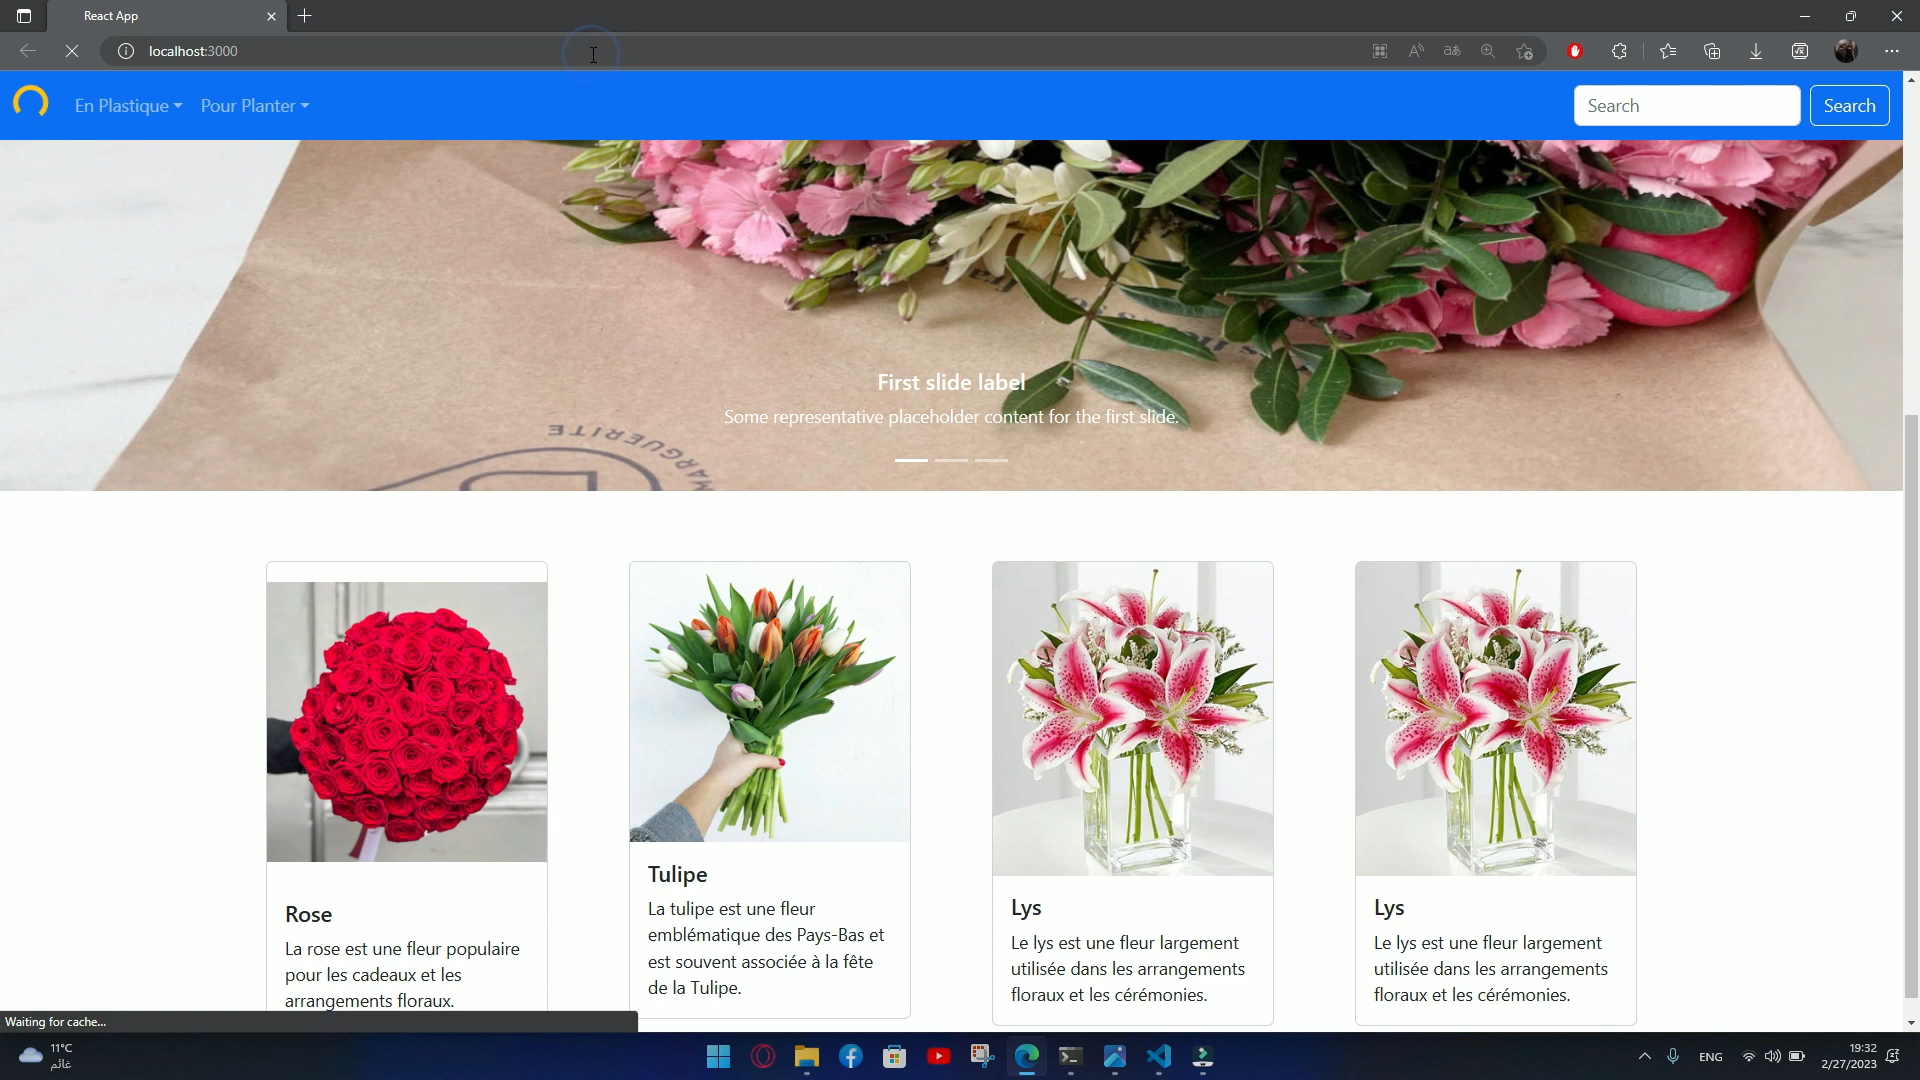 React App
localhost:3000
En Plastique
Pour Planter
Search
Search
First slide label
Some representative placeholder content for the first slide.
MARGUERITE
Rose
La rose est une fleur populaire
pour les cadeaux et les
arrangements floraux.
Tulipe
La tulipe est une fleur
emblématique des Pays-Bas et
est souvent associée à la fête
de la Tulipe.
Lys
Le lys est une fleur largement
utilisée dans les arrangements
floraux et les cérémonies.
Lys
Le lys est une fleur largement
utilisée dans les arrangements
floraux et les cérémonies.
Waiting for cache...
11°C
غائم
ENG
19:32
2/27/2023